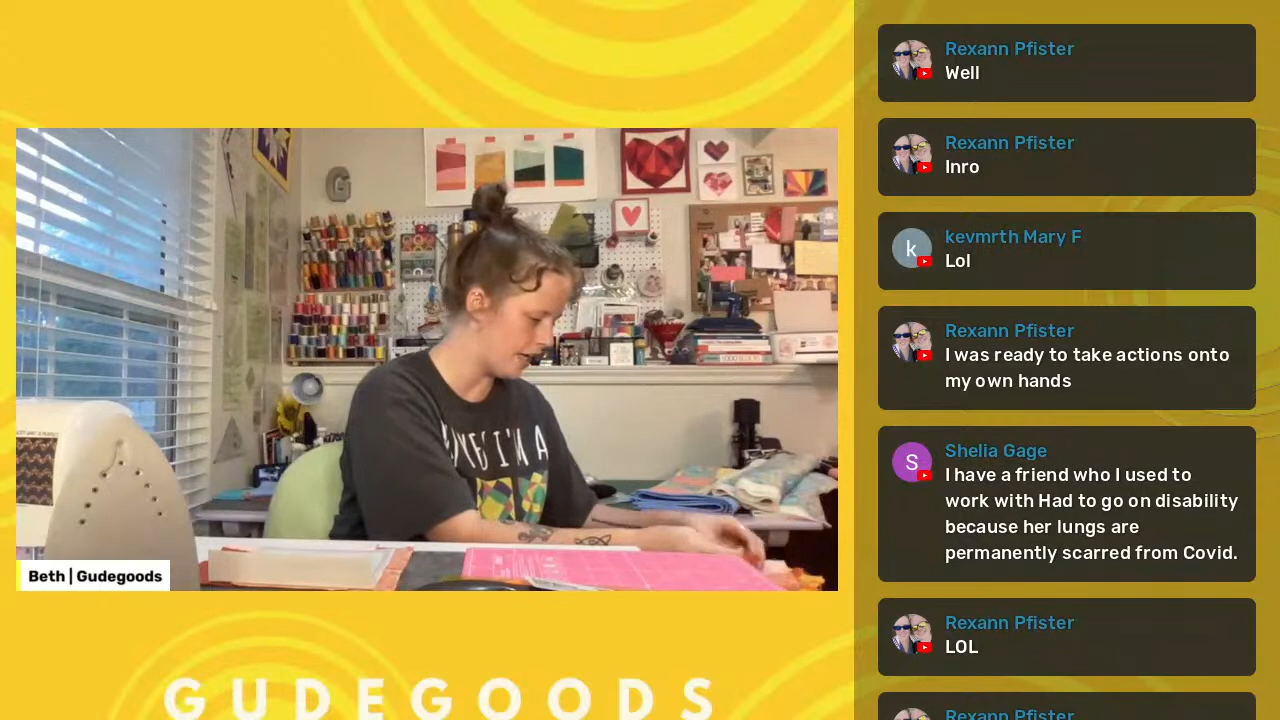 Rexann Pfister
Well
Rexann Pfister
Inro
kevmrth Mary F
Lol
Rexann Pfister
I was ready to take actions onto
my own hands
Shelia Gage
I have a friend who I used to
work with Had to go on disability
because her lungs are
permanently scarred from Covid.
Rexann Pfister
LOL
Rexann Pfister
G
k
S
I'M A
Beth | Gudegoods
GUDEGOODS